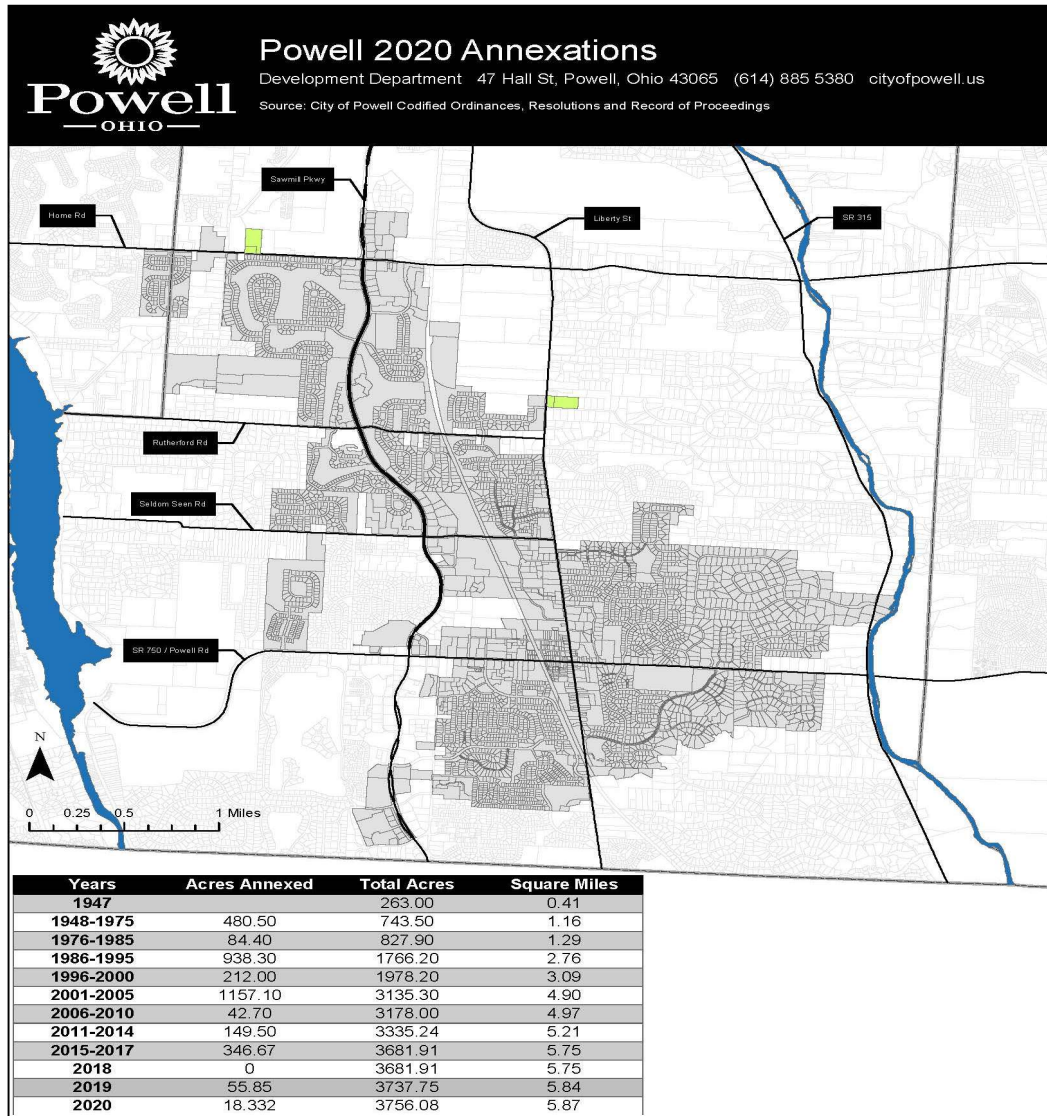 Powell
OHIO
Powell 2020 Annexations
Development Department 47 Hall St, Powell, Ohio 43065 (614) 885 5380 cityofpowell.us
Source: City of Powell Codified Ordinances, Resolutions and Record of Proceedings
Sawmill Pkwy
Home Rd
Liberty St
SR 315
Rutherford Rd
Seldom Seen Rd
SR 750 / Powell Rd
N
0 0.25 0.5 1 Miles
Years Acres Annexed Total Acres Square Miles
1947 263.00 0.41
1948-1975 480.50 743.50 1.16
1976-1985 84.40 827.90 1.29
1986-1995 938.30 1766.20 2.76
1996-2000 212.00 1978.20 3.09
2001-2005 1157.10 3135.30 4.90
2006-2010 42.70 3178.00 4.97
2011-2014 149.50 3335.24 5.21
2015-2017 346.67 3681.91 5.75
2018 0 3681.91 5.75
2019 55.85 3737.75 5.84
2020 18.332 3756.08 5.87